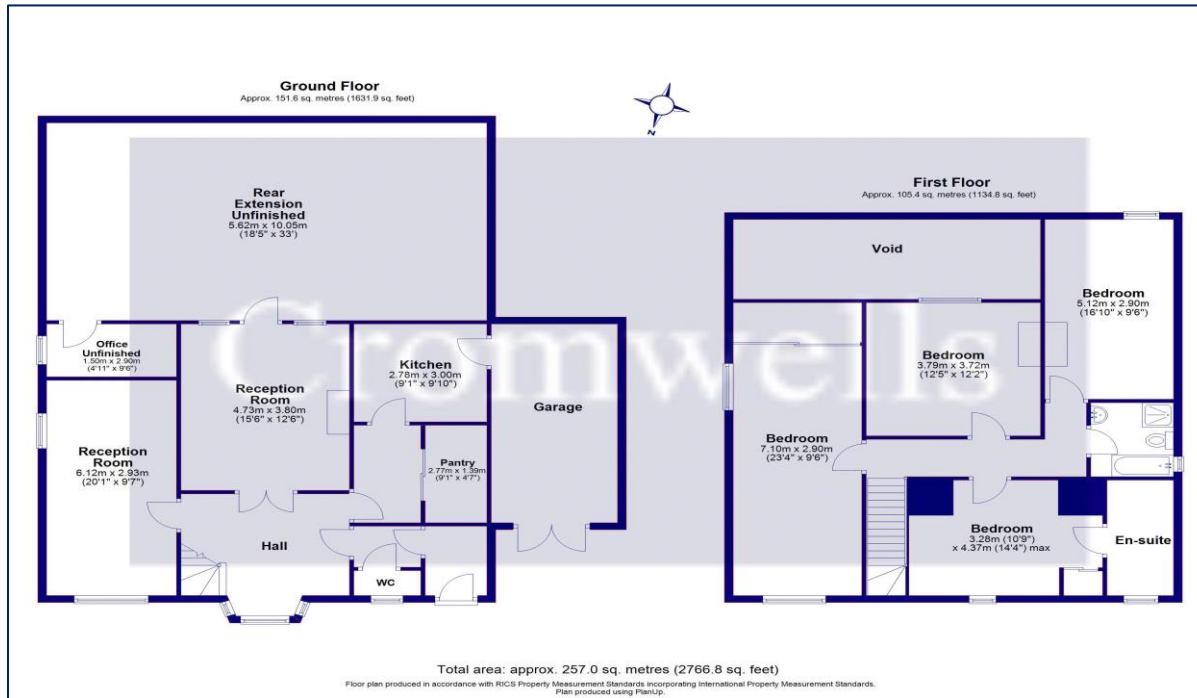 Ground Floor
Approx. 151.6 sq. metres (1631.9 sq. feet)
N
Rear
Extension
Unfinished
5.62m x 10.05m
(18'5" x 33')
Office
Unfinished
1.50m x 2.90m
(4'11" x 9'6")
Reception
Room
4.73m x 3.80m
(15'6" x 12'6")
Kitchen
2.78m x 3.00m
(9'1" x 9'10")
Garage
Reception
Room
6.12m x 2.93m
(20'1" x 9'7")
Pantry
2.77m x 1.39m
(9'1" x 4'7")
Hall
WC
First Floor
Approx. 105.4 sq. metres (1134.8 sq. feet)
Void
Bedroom
5.12m x 2.90m
(16'10" x 9'6")
Bedroom
3.79m x 3.72m
(12'5" x 12'2")
Bedroom
7.10m x 2.90m
(23'4" x 9'6")
Bedroom
3.28m (10'9")
x 4.37m (14'4") max
En-suite
Cromwells
Total area: approx. 257.0 sq. metres (2766.8 sq. feet)
Floor plan produced in accordance with RICS Property Measurement Standards incorporating International Property Measurement Standards.
Plan produced using PlanUp.